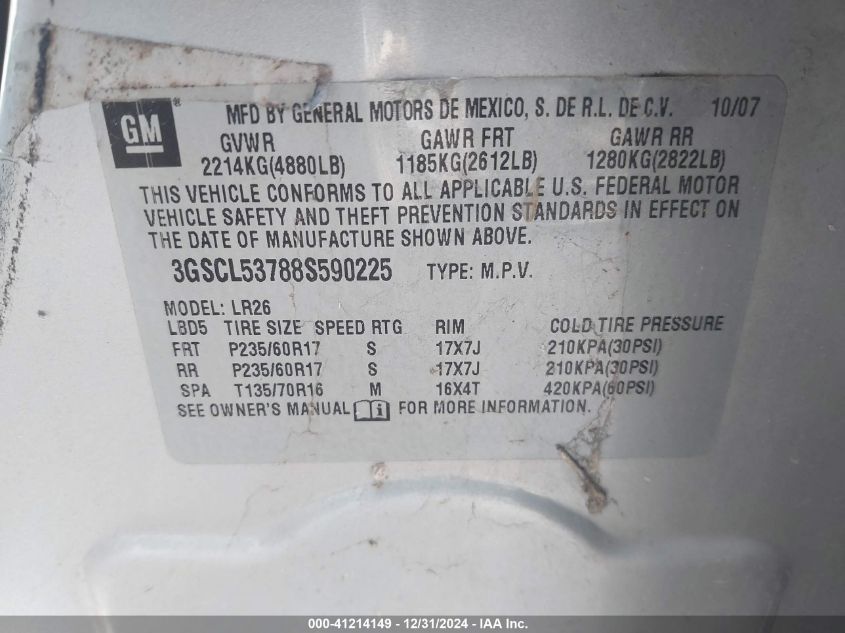 GM ® MFD BY GENERAL MOTORS DE MEXICO, S. DE R.L. DE C.V. 10/07
GVWR GAWR FRT GAWR RR
2214KG(4880LB) 1185KG(2612LB) 1280KG(2822LB)
THIS VEHICLE CONFORMS TO ALL APPLICABLE U.S. FEDERAL MOTOR
VEHICLE SAFETY AND THEFT PREVENTION STANDARDS IN EFFECT ON
THE DATE OF MANUFACTURE SHOWN ABOVE.
3GSCL53788S590225 TYPE: M.P.V.
MODEL: LR26
LBD5 TIRE SIZE SPEED RTG RIM COLD TIRE PRESSURE
FRT P235/60R17 S 17X7J 210KPA(30PSI)
RR P235/60R17 S 17X7J 210KPA(30PSI)
SPA T135/70R16 M 16X4T 420KPA(60PSI)
SEE OWNER'S MANUAL i FOR MORE INFORMATION.
000-41214149 - 12/31/2024 - IAA Inc.